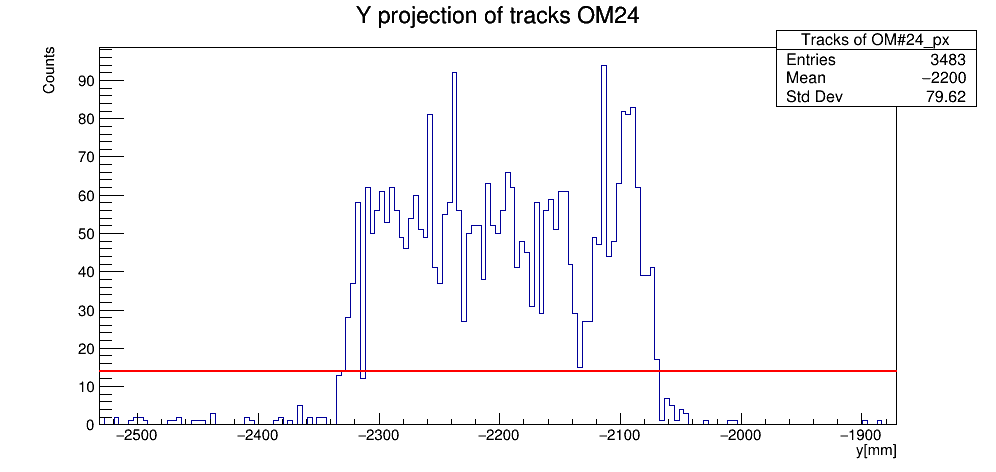 Y projection of tracks OM24
Tracks of OM#24_px
Entries 3483
Mean −2200
Std Dev 79.62
Counts
90
80
70
60
50
40
30
20
10
0
−2500 −2400 −2300 −2200 −2100 −2000 −1900
y[mm]